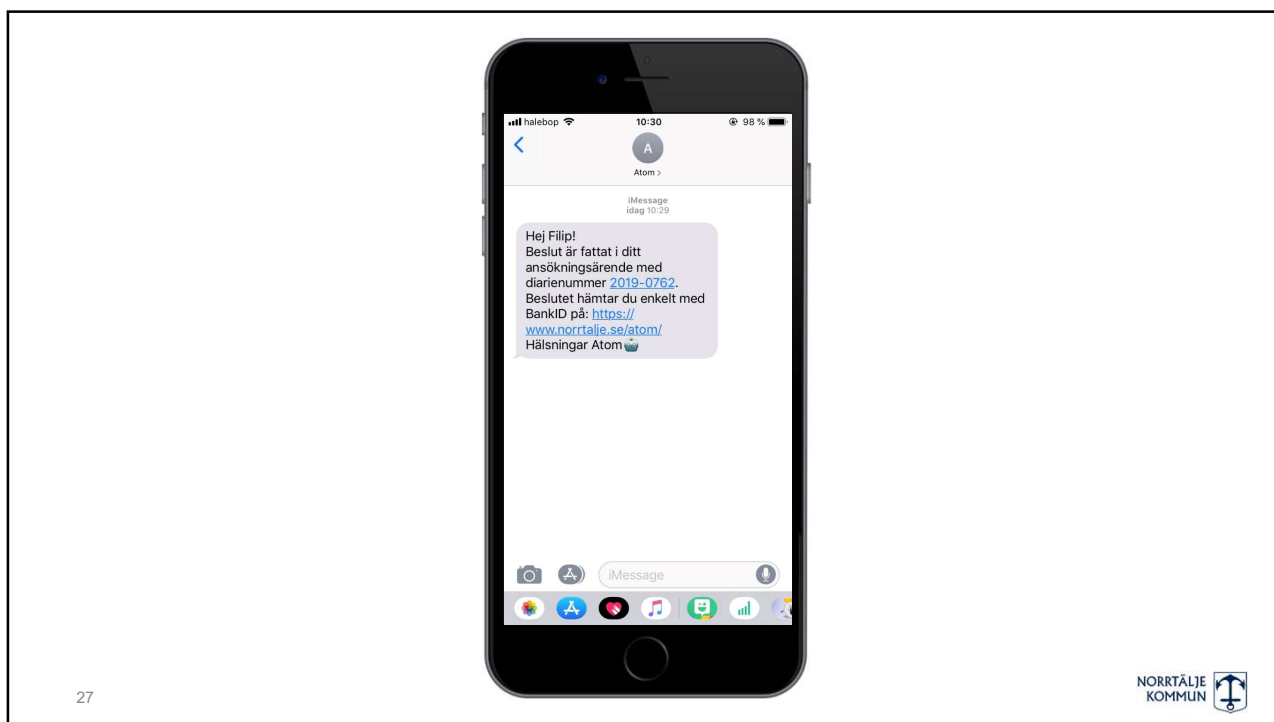 halebop 10:30 98 %
A
Atom >
iMessage
idag 10:29
Hej Filip!
Beslut är fattat i ditt
ansökningsärende med
diarienummer 2019-0762.
Beslutet hämtar du enkelt med
BankID på: https://
www.norrtalje.se/atom/
Hälsningar Atom🤖
iMessage
27
NORRTÄLJE
KOMMUN